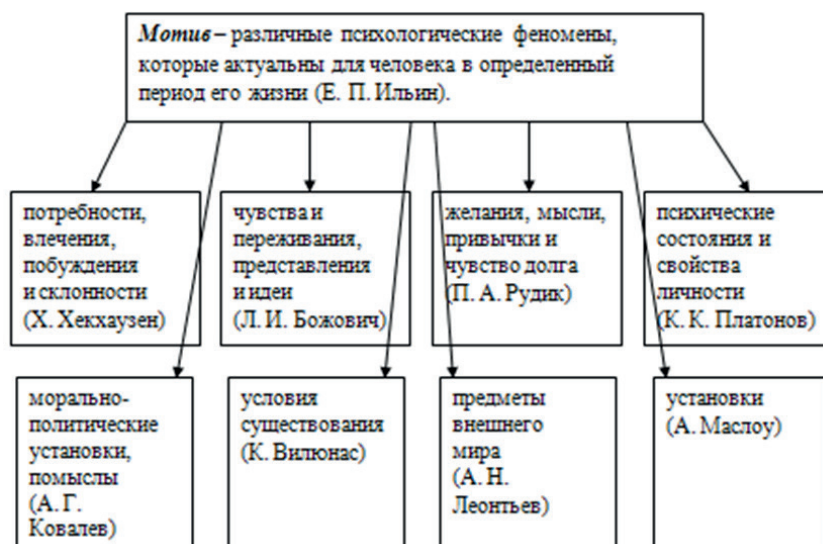 Мотив – различные психологические феномены,
которые актуальны для человека в определенный
период его жизни (Е. П. Ильин).
потребности,
влечения,
побуждения
и склонности
(Х. Хекхаузен)
чувства и
переживания,
представления
и идеи
(Л. И. Божович)
желания, мысли,
привычки и
чувство долга
(П. А. Рудик)
психические
состояния и
свойства
личности
(К. К. Платонов)
морально-
политические
установки,
помыслы
(А. Г.
Ковалев)
условия
существования
(К. Вилюнас)
предметы
внешнего
мира
(А. Н.
Леонтьев)
установки
(А. Маслоу)